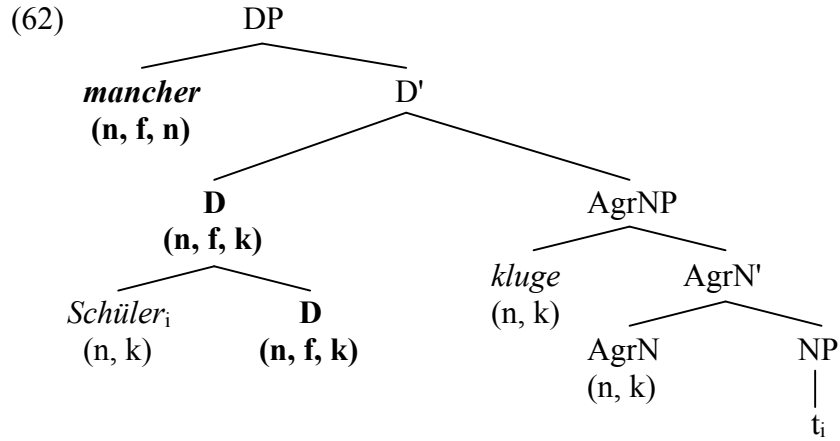 (62) DP
mancher D'
(n, f, n)
D AgrNP
(n, f, k)
kluge AgrN'
Schüleri D (n, k)
(n, k) (n, f, k) AgrN NP
(n, k)
ti